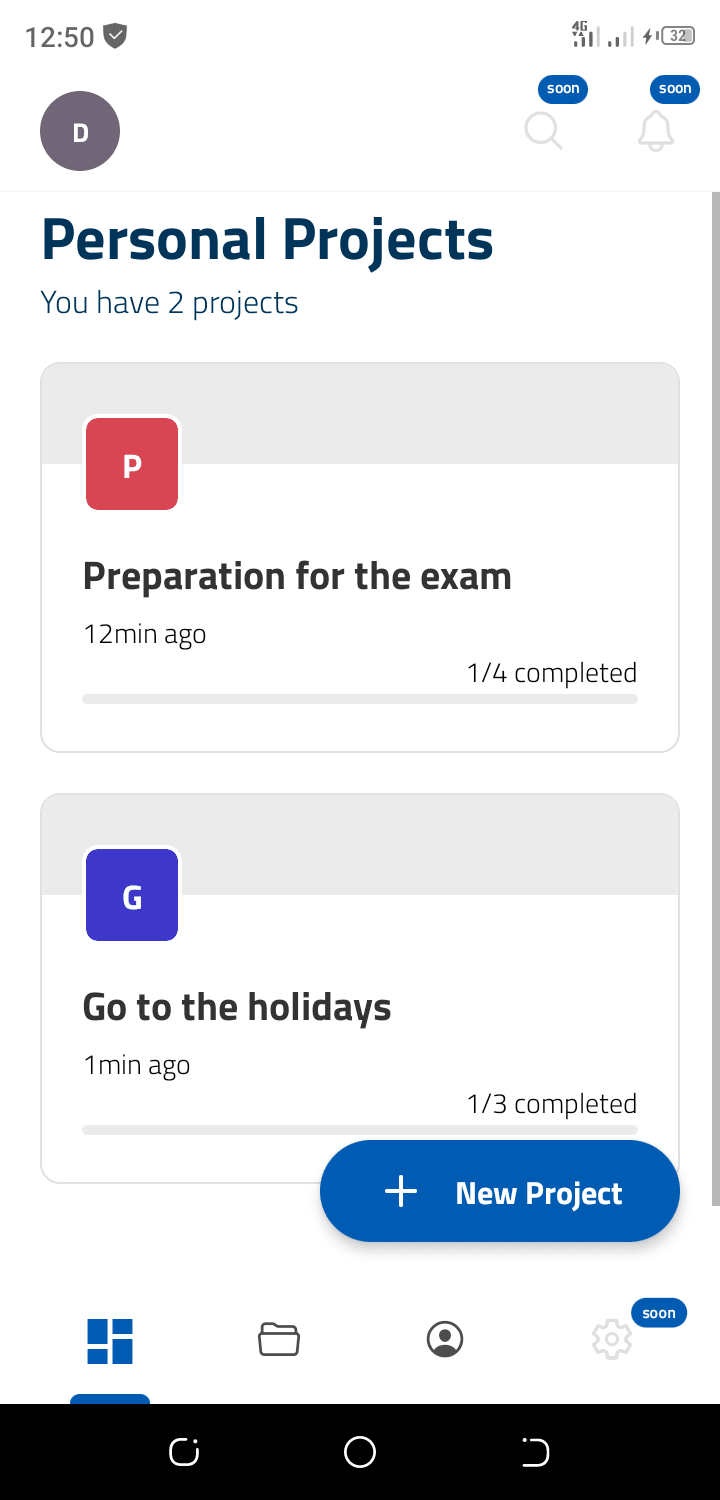 12:50
4G
32
soon
soon
D
Personal Projects
You have 2 projects
P
Preparation for the exam
12min ago
1/4 completed
G
Go to the holidays
1min ago
1/3 completed
New Project
soon